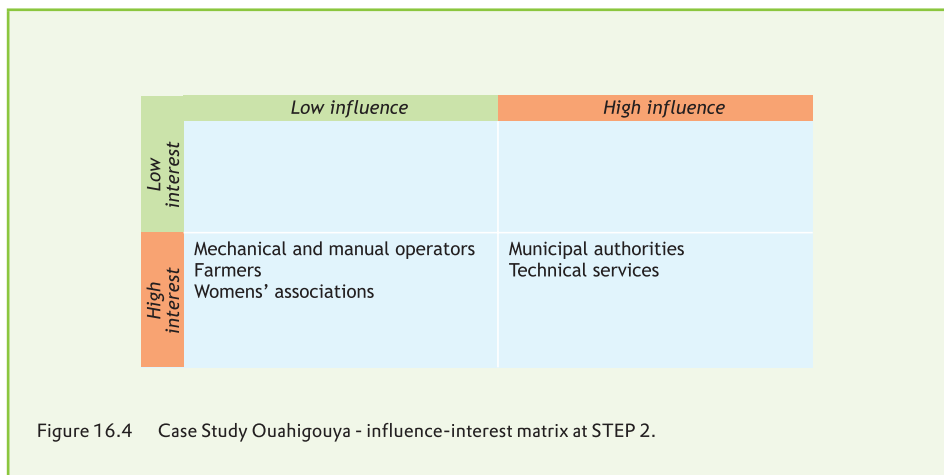 Low influence
High influence
Low
interest
Mechanical and manual operators
Farmers
Womens’ associations
Municipal authorities
Technical services
High
interest
Figure 16.4 Case Study Ouahigouya - influence-interest matrix at STEP 2.